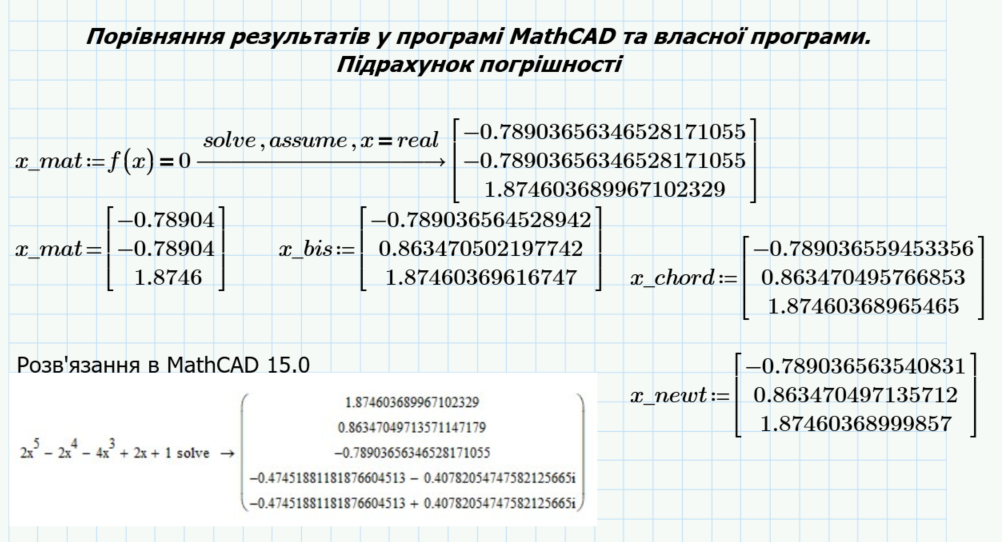 Порівняння результатів у програмі MathCAD та власної програми.
Підрахунок погрішності
x_mat:=f(x)=0 solve,assume,x=real → [−0.78903656346528171055
−0.78903656346528171055
1.874603689967102329]
x_mat=[−0.78904
−0.78904
1.8746]
x_bis:=[−0.789036564528942
0.863470502197742
1.87460369616747]
x_chord:=[−0.789036559453356
0.863470495766853
1.87460368965465]
Розв'язання в MathCAD 15.0
2x^5 − 2x^4 − 4x^3 + 2x + 1 solve → (1.874603689967102329
0.86347049713571147179
−0.78903656346528171055
−0.47451881181876604513 − 0.40782054747582125665i
−0.47451881181876604513 + 0.40782054747582125665i)
x_newt:=[−0.789036563540831
0.863470497135712
1.87460368999857]